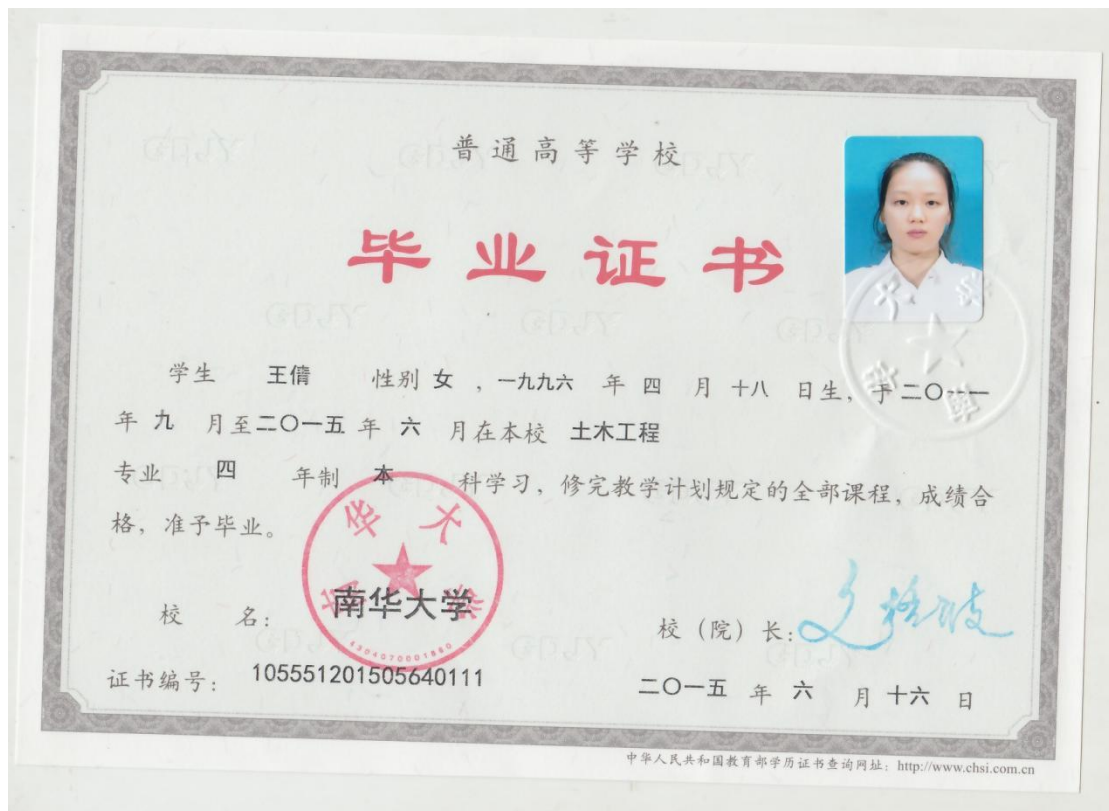 普通高等学校
毕业证书
学生 王倩 性别 女 ，一九九六 年 四 月 十八 日生，于二〇一一
年 九 月至二〇一五 年 六 月在本校 土木工程
专业 四 年制 本 科学习，修完教学计划规定的全部课程，成绩合
格，准予毕业。
校 名： 南华大学
南华大学
4304070001890
校（院）长：
证书编号： 105551201505640111
二〇一五 年 六 月 十六 日
中华人民共和国教育部学历证书查询网址：http://www.chsi.com.cn